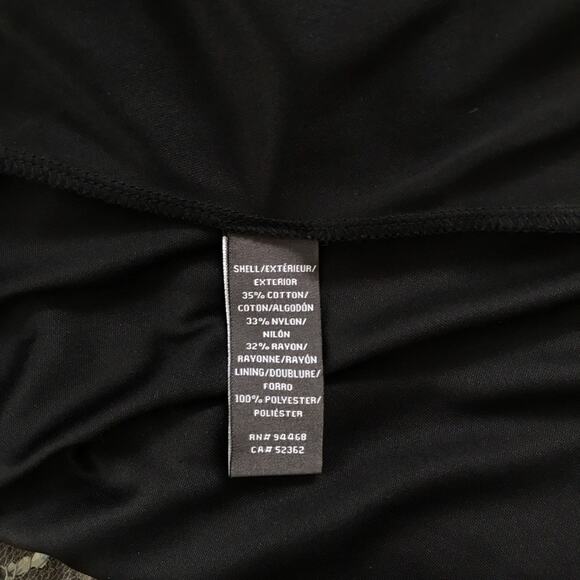 SHELL/EXTÉRIEUR/
EXTERIOR
35% COTTON/
COTON/ALGODÓN
33% NYLON/
NILÓN
32% RAYON/
RAYONNE/RAYÓN
LINING/DOUBLURE/
FORRO
100% POLYESTER/
POLIÉSTER
RN# 94468
CA# 52362